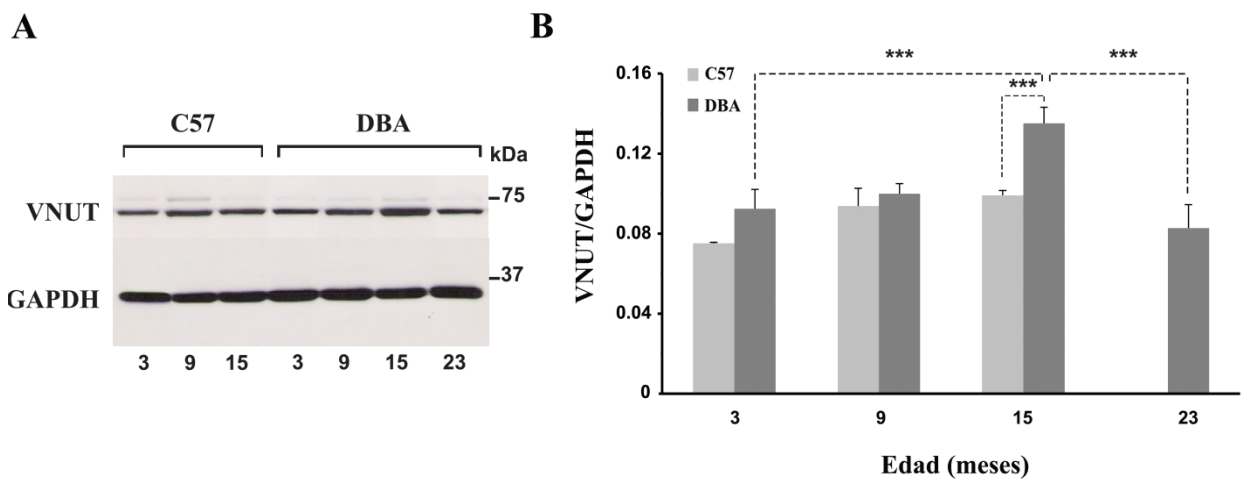 A
C57 DBA
kDa
VNUT
75
37
GAPDH
3 9 15 3 9 15 23
B
*** ***
***
C57
DBA
0.16
0.12
0.08
0.04
0
VNUT/GAPDH
3 9 15 23
Edad (meses)